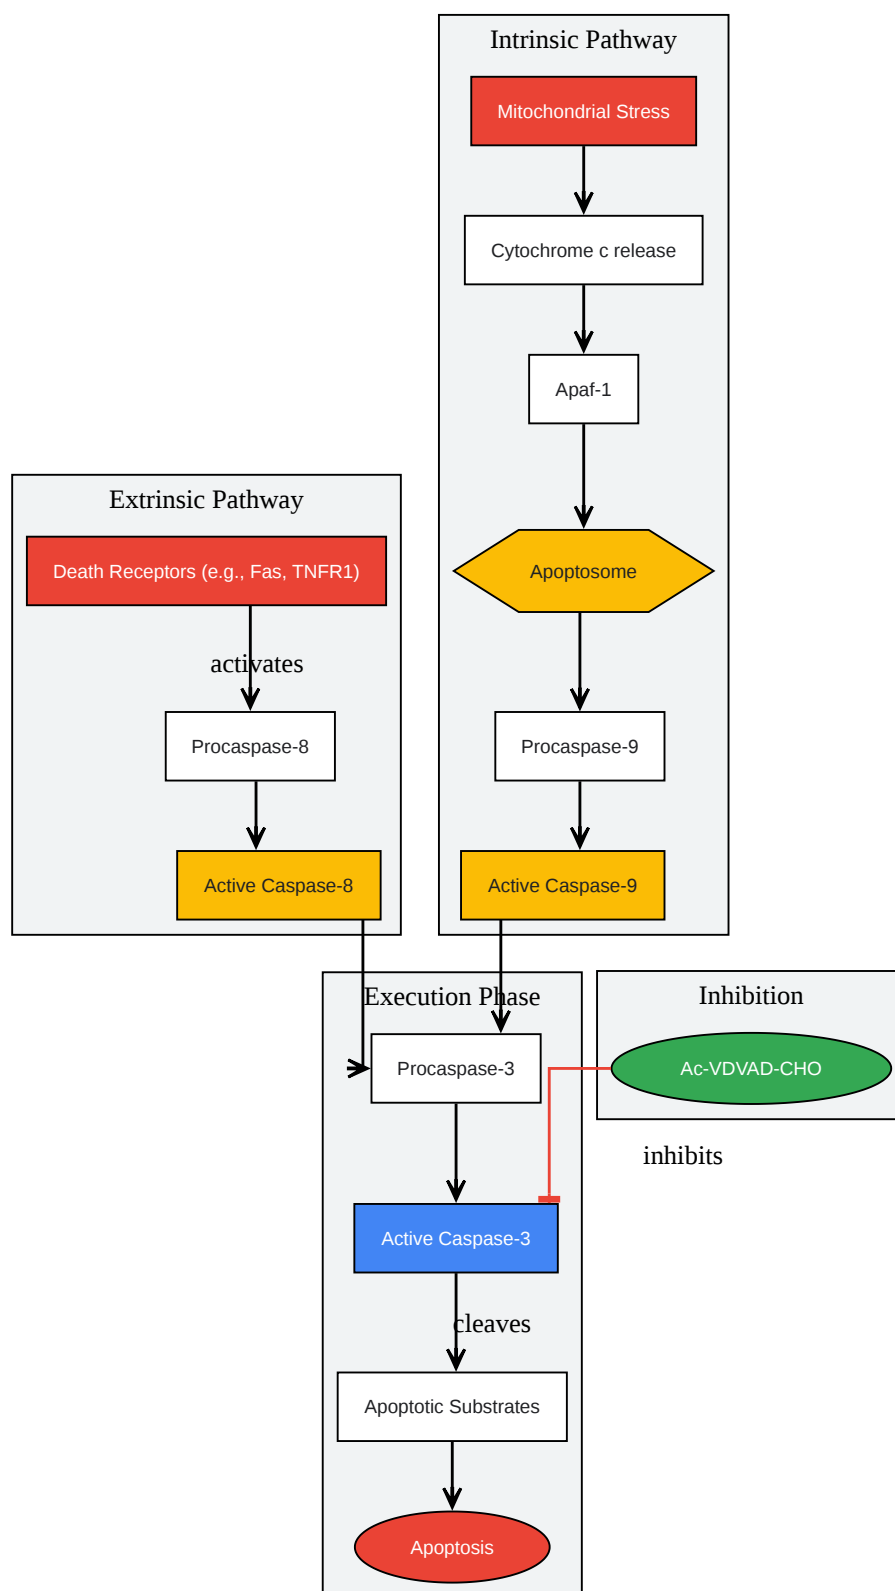 Intrinsic Pathway
Mitochondrial Stress
Cytochrome c release
Apaf-1
Apoptosome
Procaspase-9
Active Caspase-9
Extrinsic Pathway
Death Receptors (e.g., Fas, TNFR1)
activates
Procaspase-8
Active Caspase-8
Execution Phase
Procaspase-3
Inhibition
Ac-VDVAD-CHO
inhibits
Active Caspase-3
cleaves
Apoptotic Substrates
Apoptosis